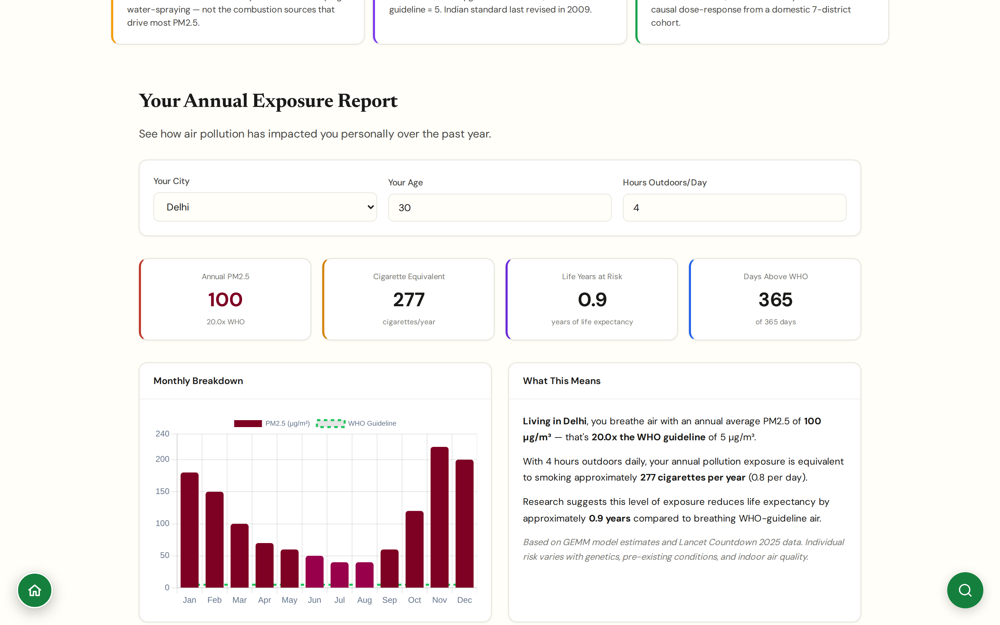 water-spraying — not the combustion sources that
drive most PM2.5.
guideline = 5. Indian standard last revised in 2009.
causal dose-response from a domestic 7-district
cohort.
Your Annual Exposure Report
See how air pollution has impacted you personally over the past year.
Your City
Your Age
Hours Outdoors/Day
Delhi
30
4
Annual PM2.5
100
20.0x WHO
Cigarette Equivalent
277
cigarettes/year
Life Years at Risk
0.9
years of life expectancy
Days Above WHO
365
of 365 days
Monthly Breakdown
PM2.5 (µg/m³)
WHO Guideline
240
200
150
100
50
0
Jan Feb Mar Apr May Jun Jul Aug Sep Oct Nov Dec
What This Means
Living in Delhi, you breathe air with an annual average PM2.5 of 100
µg/m³ — that's 20.0x the WHO guideline of 5 µg/m³.
With 4 hours outdoors daily, your annual pollution exposure is equivalent
to smoking approximately 277 cigarettes per year (0.8 per day).
Research suggests this level of exposure reduces life expectancy by
approximately 0.9 years compared to breathing WHO-guideline air.
Based on GEMM model estimates and Lancet Countdown 2025 data. Individual
risk varies with genetics, pre-existing conditions, and indoor air quality.